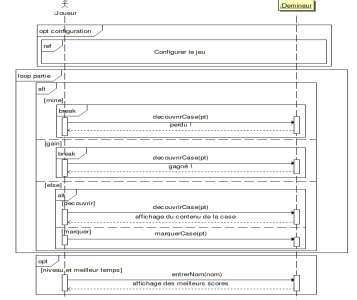 :Joueur
Demineur
opt configuration
ref
Configurer le jeu
loop partie
alt
[mine]
break
decouvrirCase(pt)
perdu !
[gain]
break
decouvrirCase(pt)
gagné !
[else]
alt
[decouvrir]
decouvrirCase(pt)
affichage du contenu de la case
[marquer]
marquerCase(pt)
opt
[niveau et meilleur temps]
entrerNom(nom)
affichage des meilleurs scores